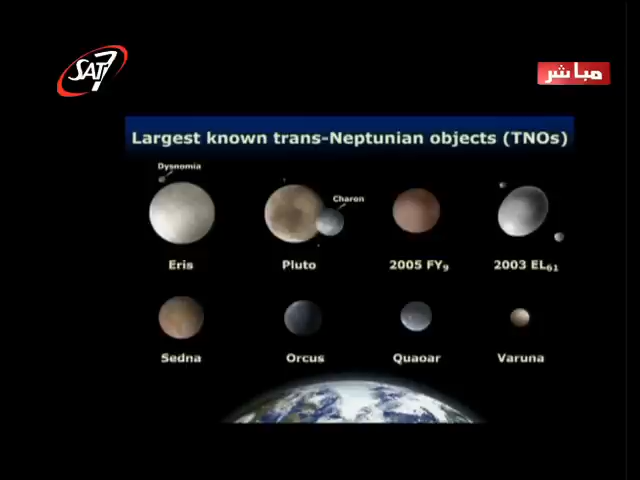 SAT7
مباشر
Largest known trans-Neptunian objects (TNOs)
Dysnomia
Charon
Eris
Pluto
2005 FY9
2003 EL61
Sedna
Orcus
Quaoar
Varuna